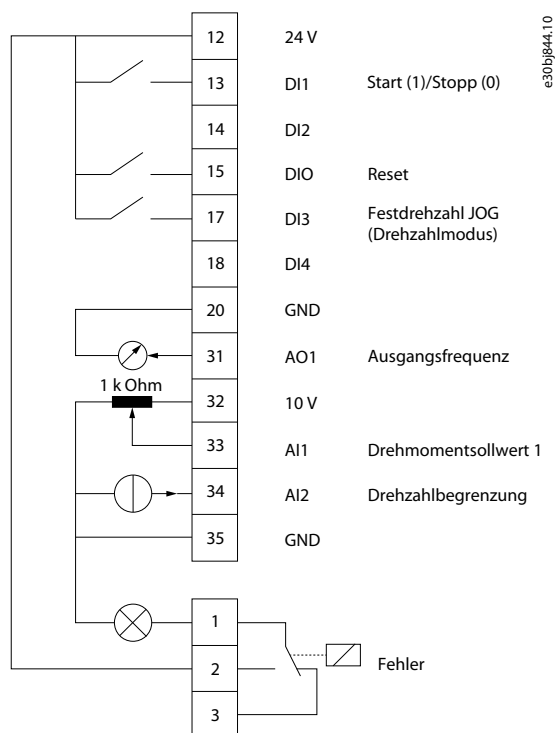 e30bj844.10
12 24 V
13 DI1 Start (1)/Stopp (0)
14 DI2
15 DIO Reset
17 DI3 Festdrehzahl JOG
(Drehzahlmodus)
18 DI4
20 GND
31 AO1 Ausgangsfrequenz
1 k Ohm
32 10 V
33 AI1 Drehmomentsollwert 1
34 AI2 Drehzahlbegrenzung
35 GND
1
2
Fehler
3